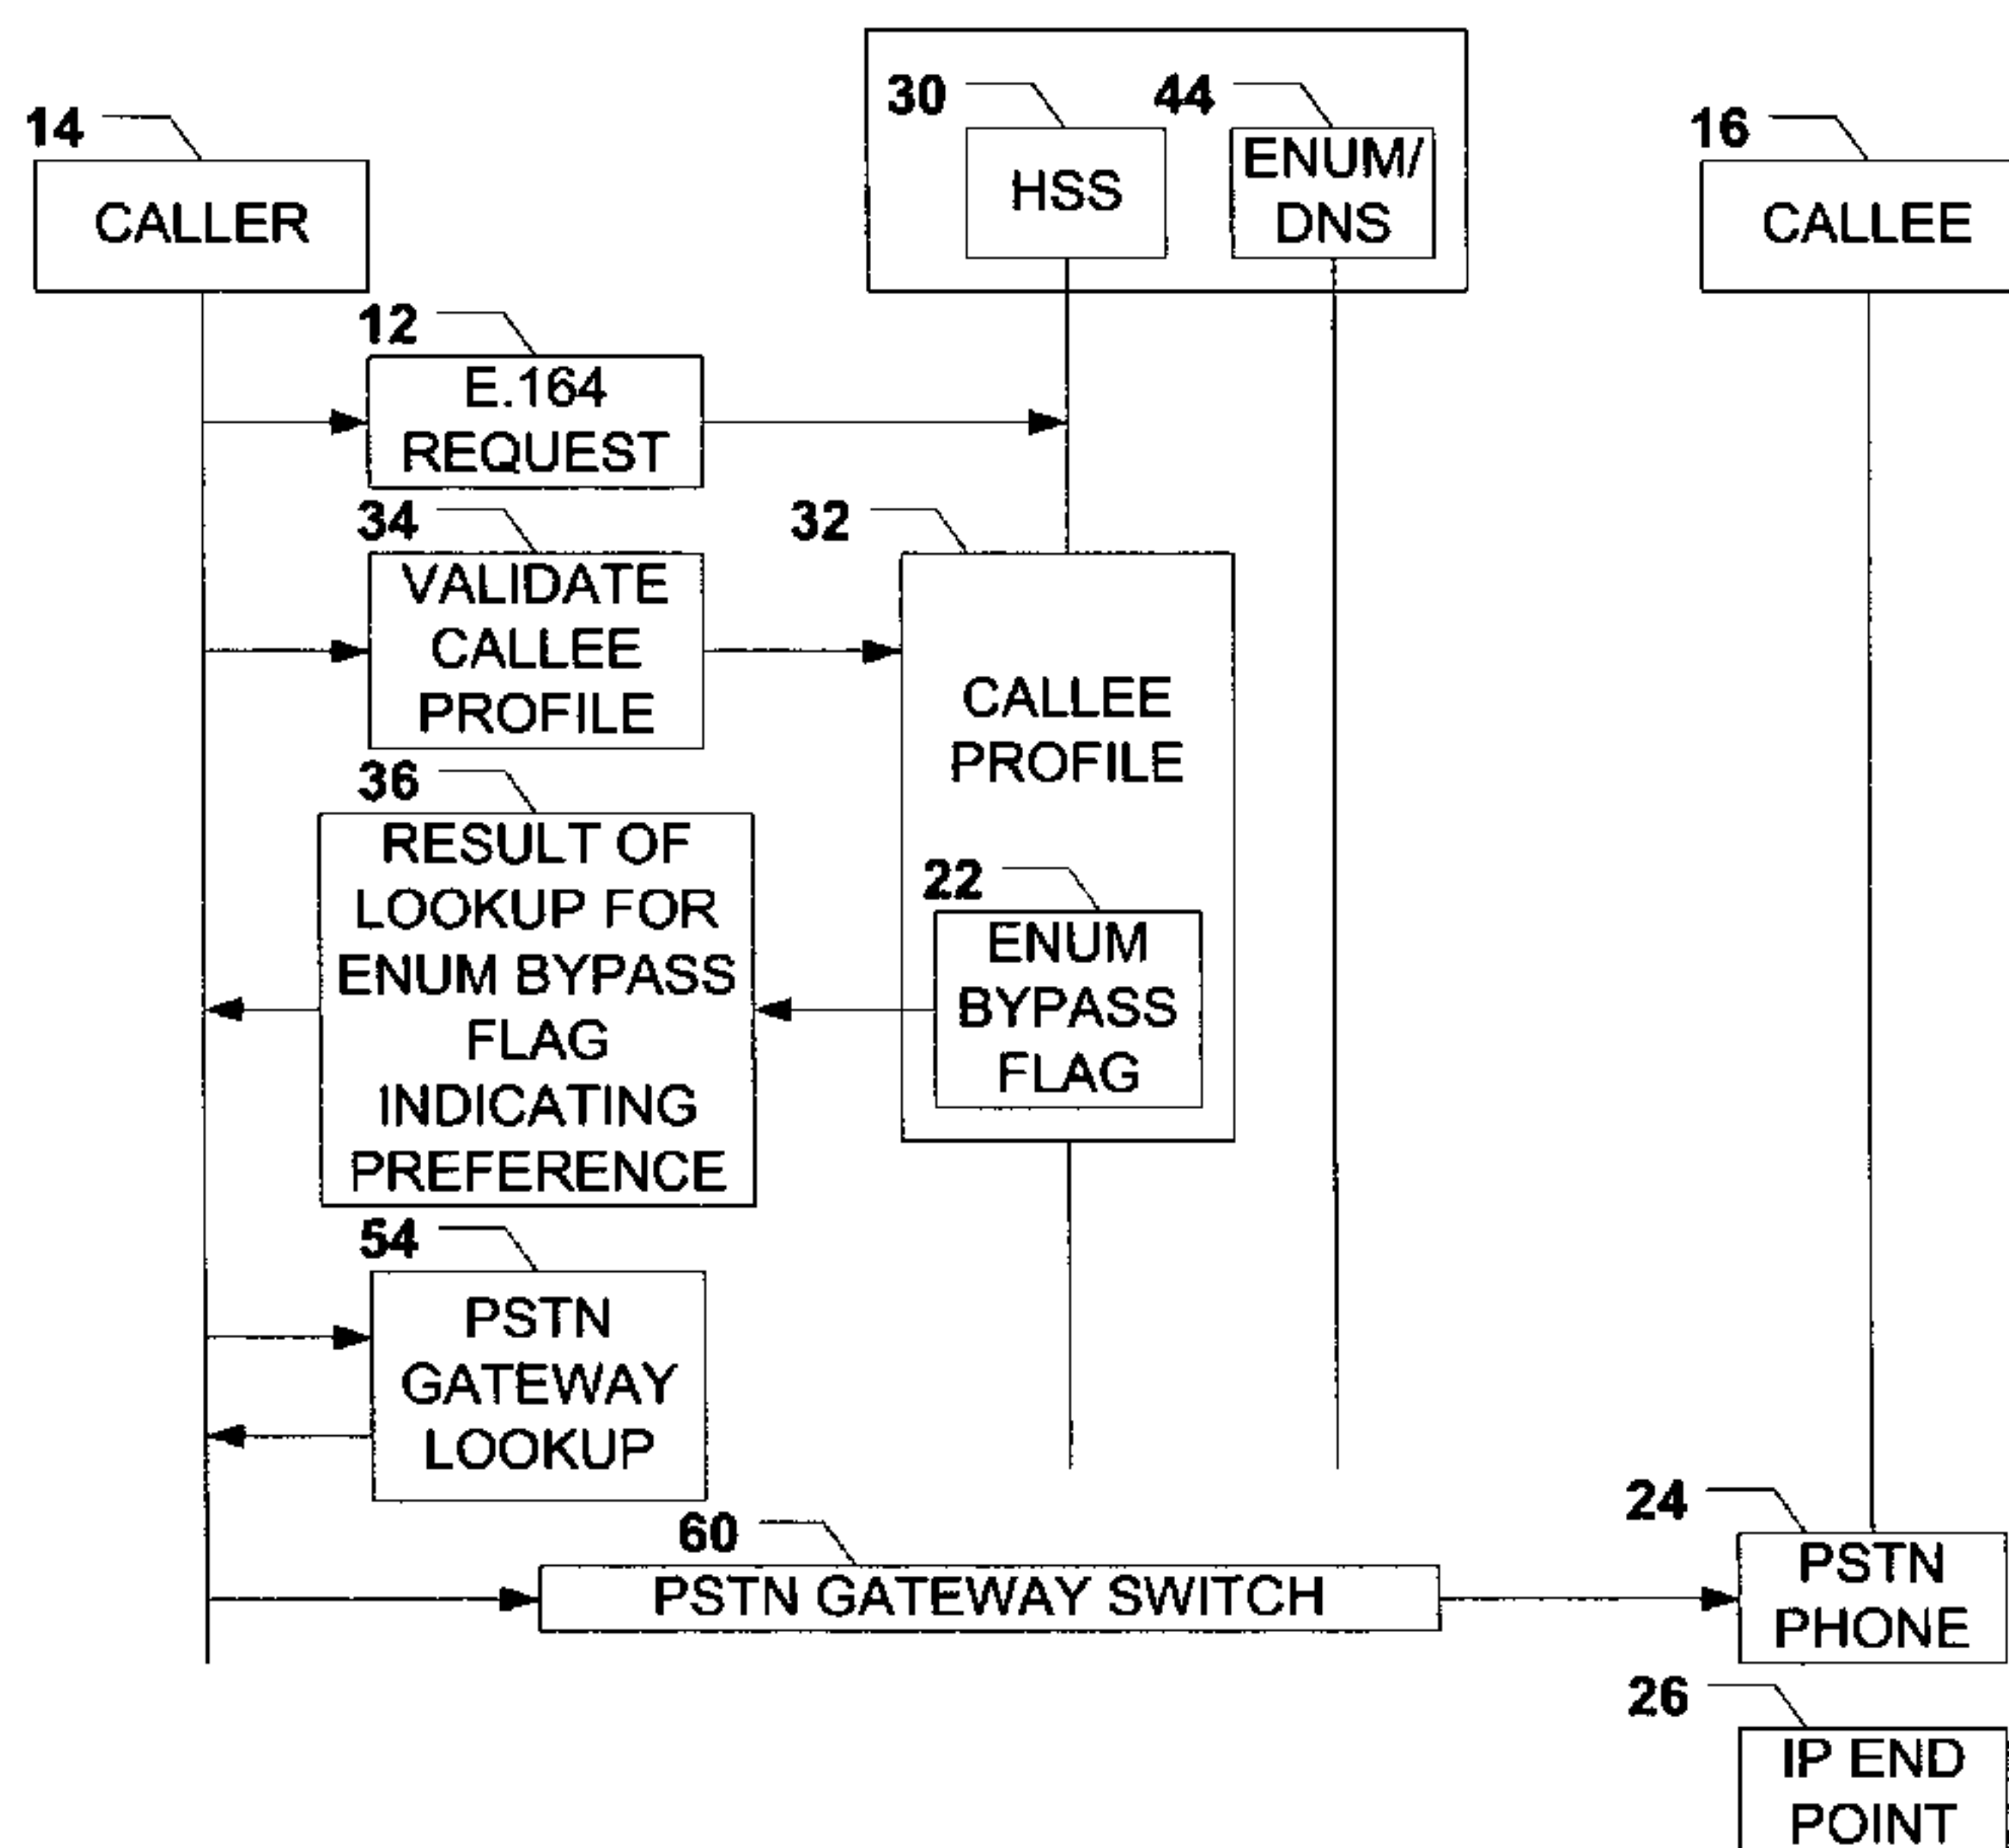 30
44
14
16
HSS
ENUM/
DNS
CALLER
CALLEE
12
E.164
REQUEST
34
32
VALIDATE
CALLEE
PROFILE
CALLEE
PROFILE
36
RESULT OF
LOOKUP FOR
ENUM BYPASS
FLAG
INDICATING
PREFERENCE
22
ENUM
BYPASS
FLAG
54
PSTN
GATEWAY
LOOKUP
60
PSTN GATEWAY SWITCH
24
PSTN
PHONE
26
IP END
POINT